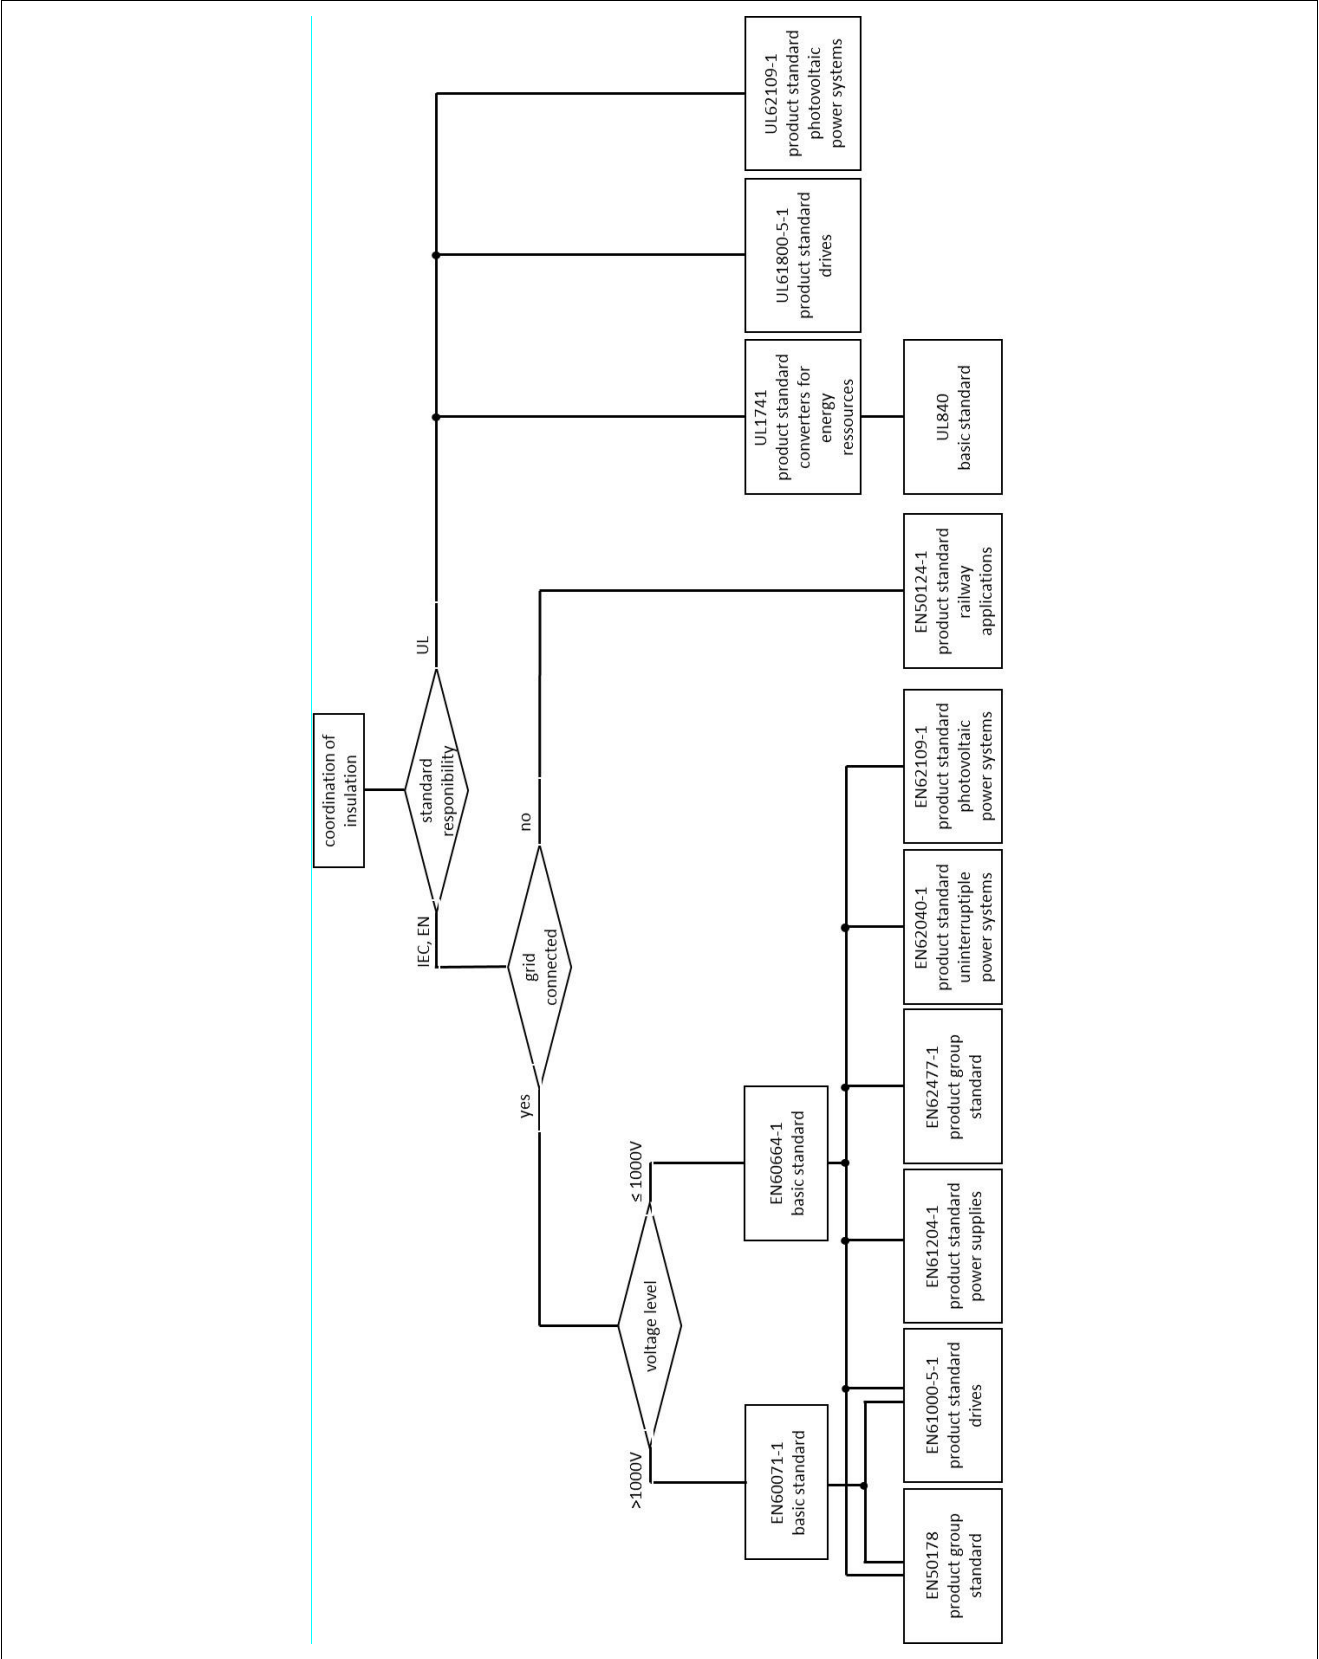 coordination of
insulation
standard
responibility
IEC, EN
UL
grid
connected
yes
no
voltage level
>1000V
≤ 1000V
EN60071-1
basic standard
EN60664-1
basic standard
UL1741
product standard
converters for
energy
ressources
UL61800-5-1
product standard
drives
UL62109-1
product standard
photovoltaic
power systems
EN50178
product group
standard
EN61000-5-1
product standard
drives
EN61204-1
product standard
power supplies
EN62477-1
product group
standard
EN62040-1
product standard
uninterruptiple
power systems
EN62109-1
product standard
photovoltaic
power systems
EN50124-1
product standard
railway
applications
UL840
basic standard